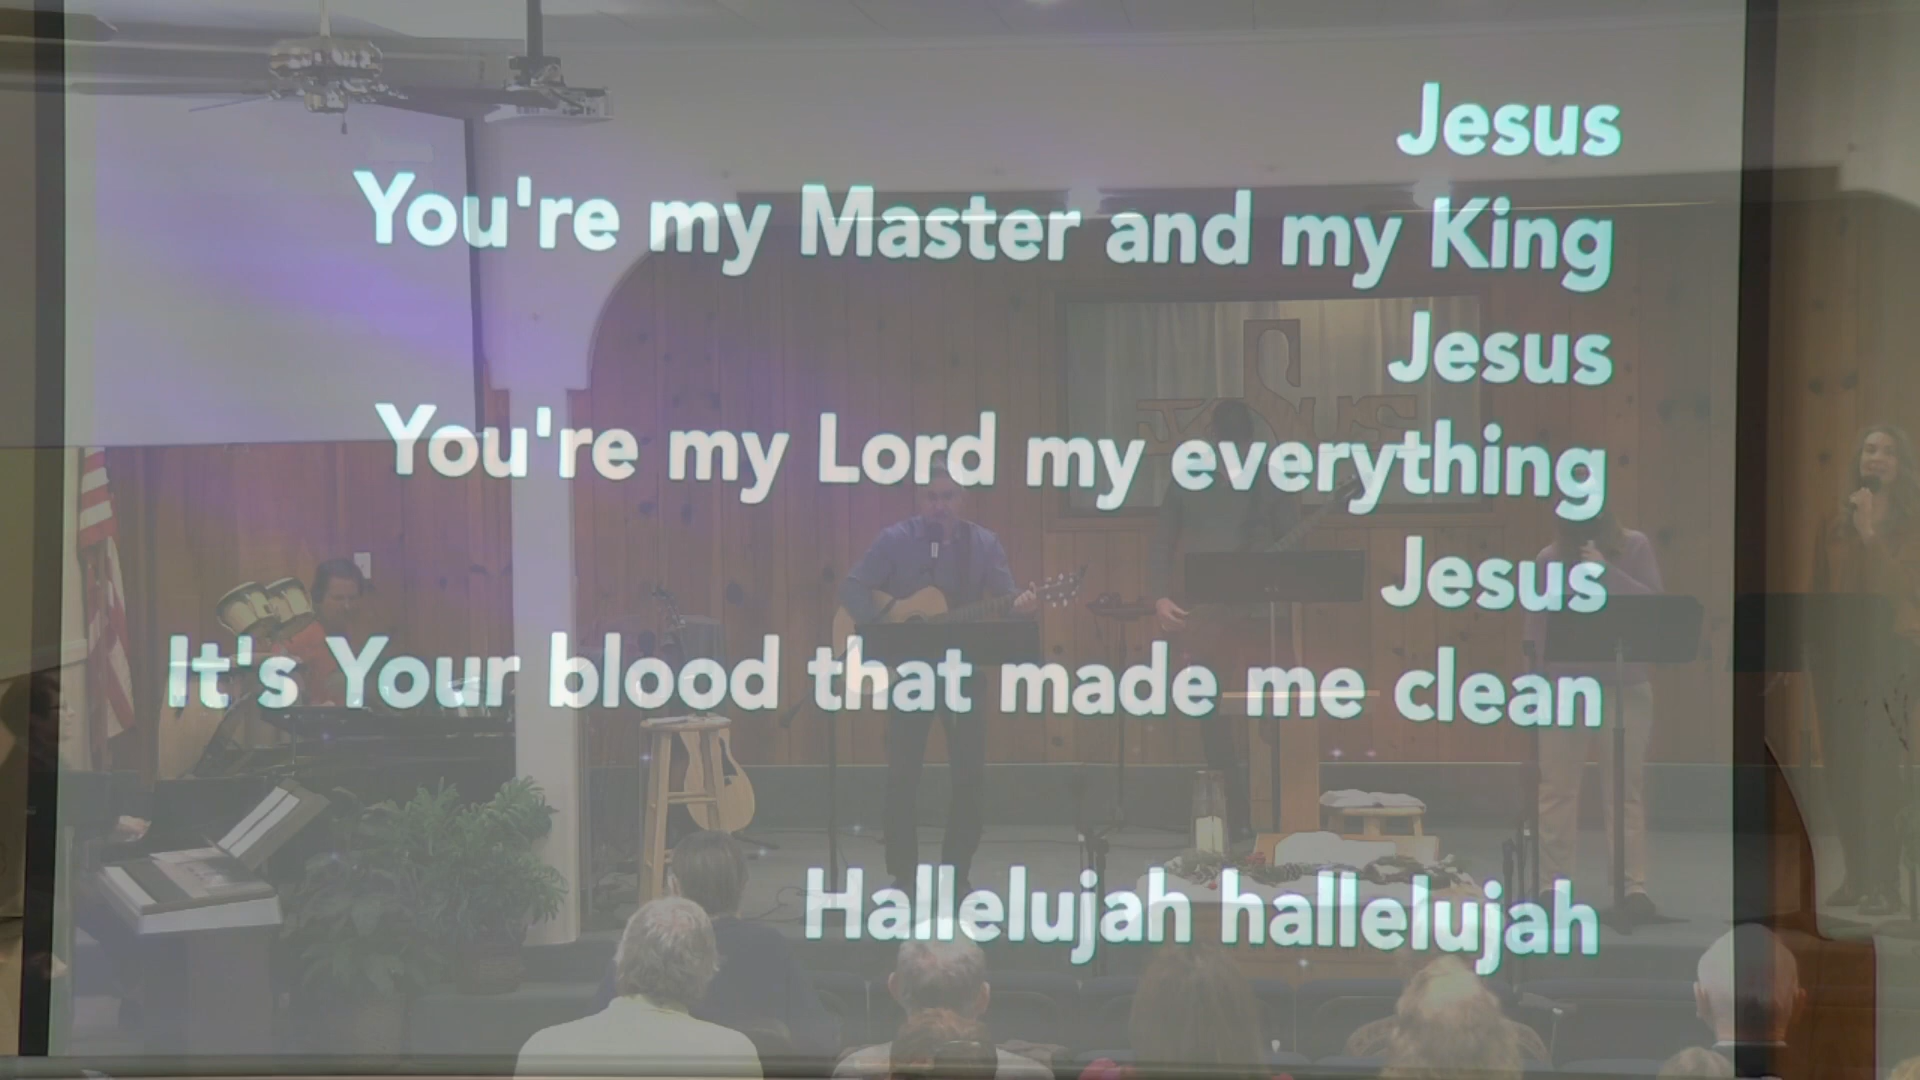 Jesus
You're my Master and my King
Jesus
You're my Lord my everything
Jesus
It's Your blood that made me clean
Hallelujah hallelujah
JESUS